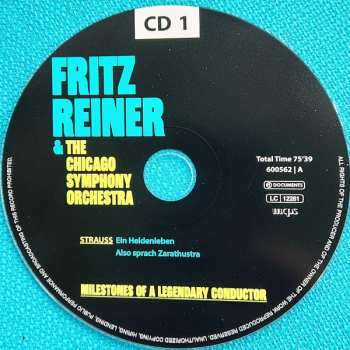 CD 1
FRITZ
REINER
& THE
CHICAGO
SYMPHONY
ORCHESTRA
Total Time 75'39
600562 | A
DOCUMENTS
LC 12281
mcps
STRAUSS Ein Heldenleben
Also sprach Zarathustra
MILESTONES OF A LEGENDARY CONDUCTOR
ALL RIGHTS OF THE PRODUCER AND OF THE OWNER OF THE WORK REPRODUCED RESERVED. UNAUTHORIZED COPYING, HIRING, LENDING, PUBLIC PERFORMANCE AND BROADCASTING OF THIS RECORD PROHIBITED.